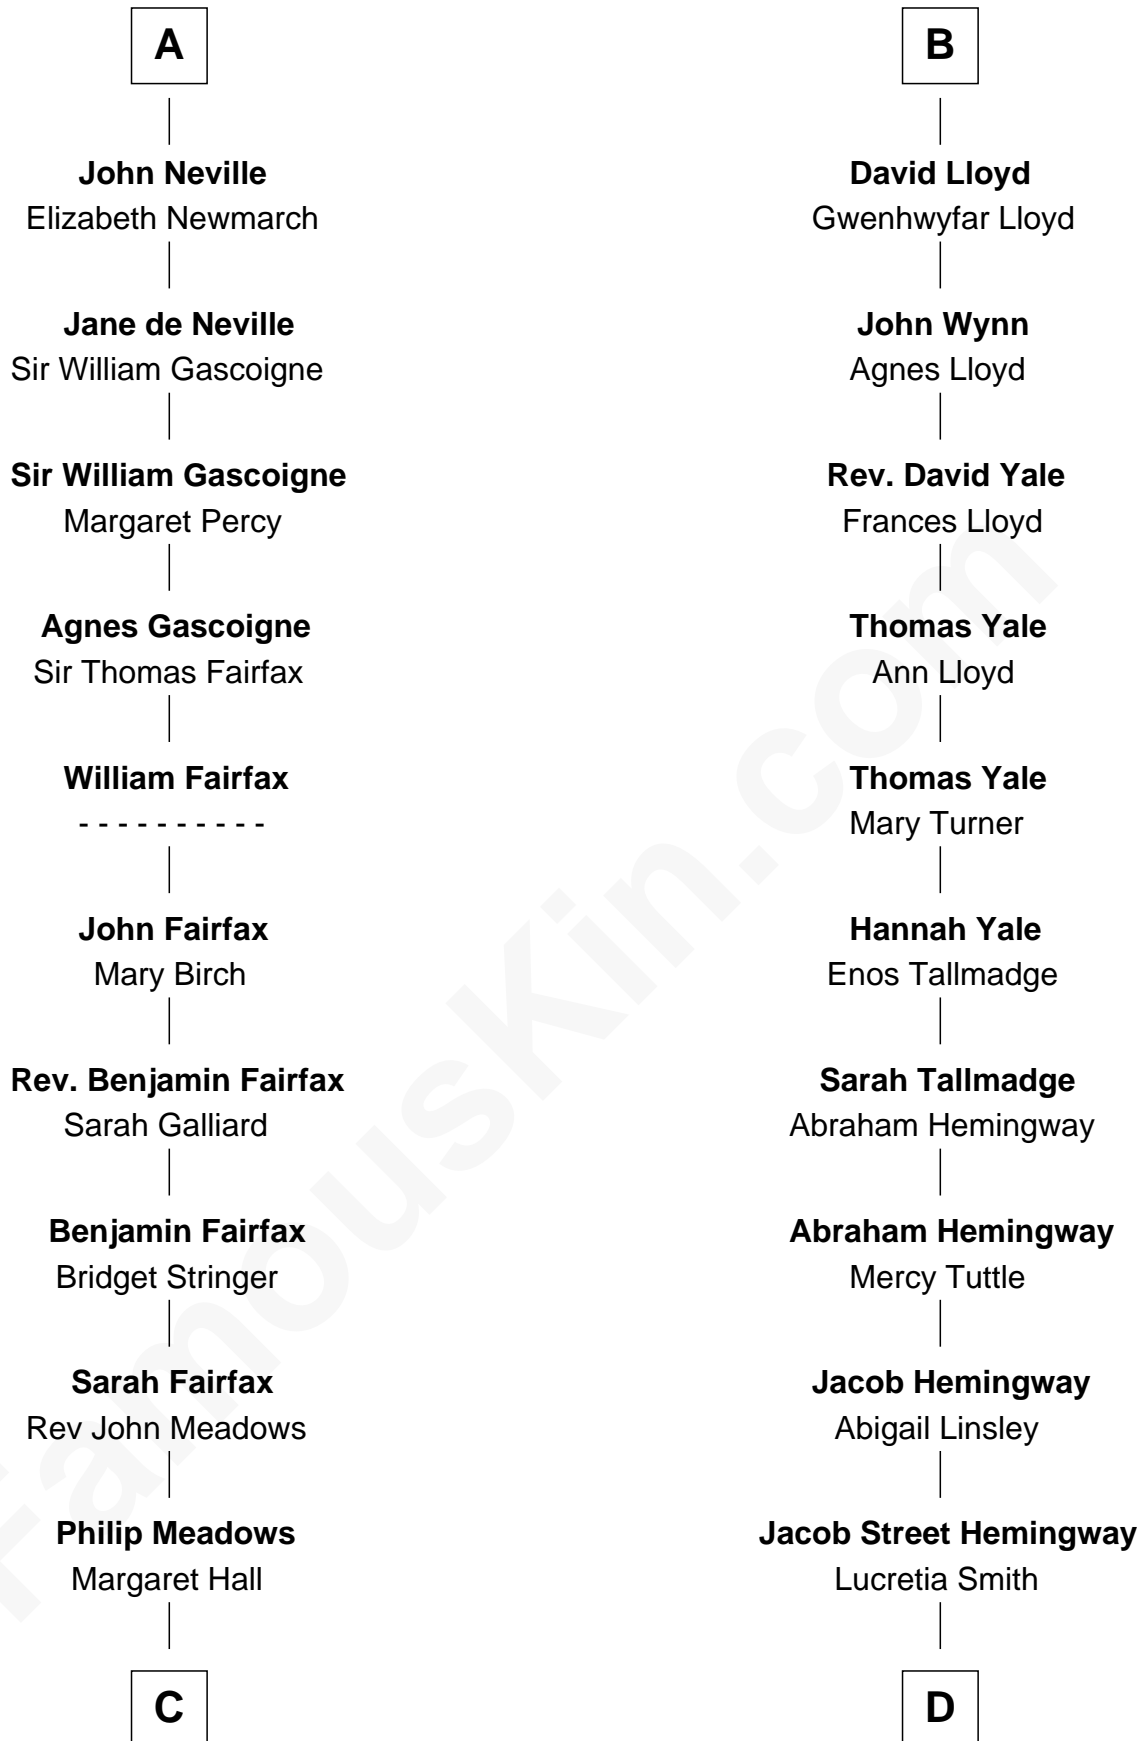 A
John Neville
Elizabeth Newmarch
Jane de Neville
Sir William Gascoigne
Sir William Gascoigne
Margaret Percy
Agnes Gascoigne
Sir Thomas Fairfax
William Fairfax
- - - - - - - - - -
John Fairfax
Mary Birch
Rev. Benjamin Fairfax
Sarah Galliard
Benjamin Fairfax
Bridget Stringer
Sarah Fairfax
Rev John Meadows
Philip Meadows
Margaret Hall
C
B
David Lloyd
Gwenhwyfar Lloyd
John Wynn
Agnes Lloyd
Rev. David Yale
Frances Lloyd
Thomas Yale
Ann Lloyd
Thomas Yale
Mary Turner
Hannah Yale
Enos Tallmadge
Sarah Tallmadge
Abraham Hemingway
Abraham Hemingway
Mercy Tuttle
Jacob Hemingway
Abigail Linsley
Jacob Street Hemingway
Lucretia Smith
D
FamousKin.com